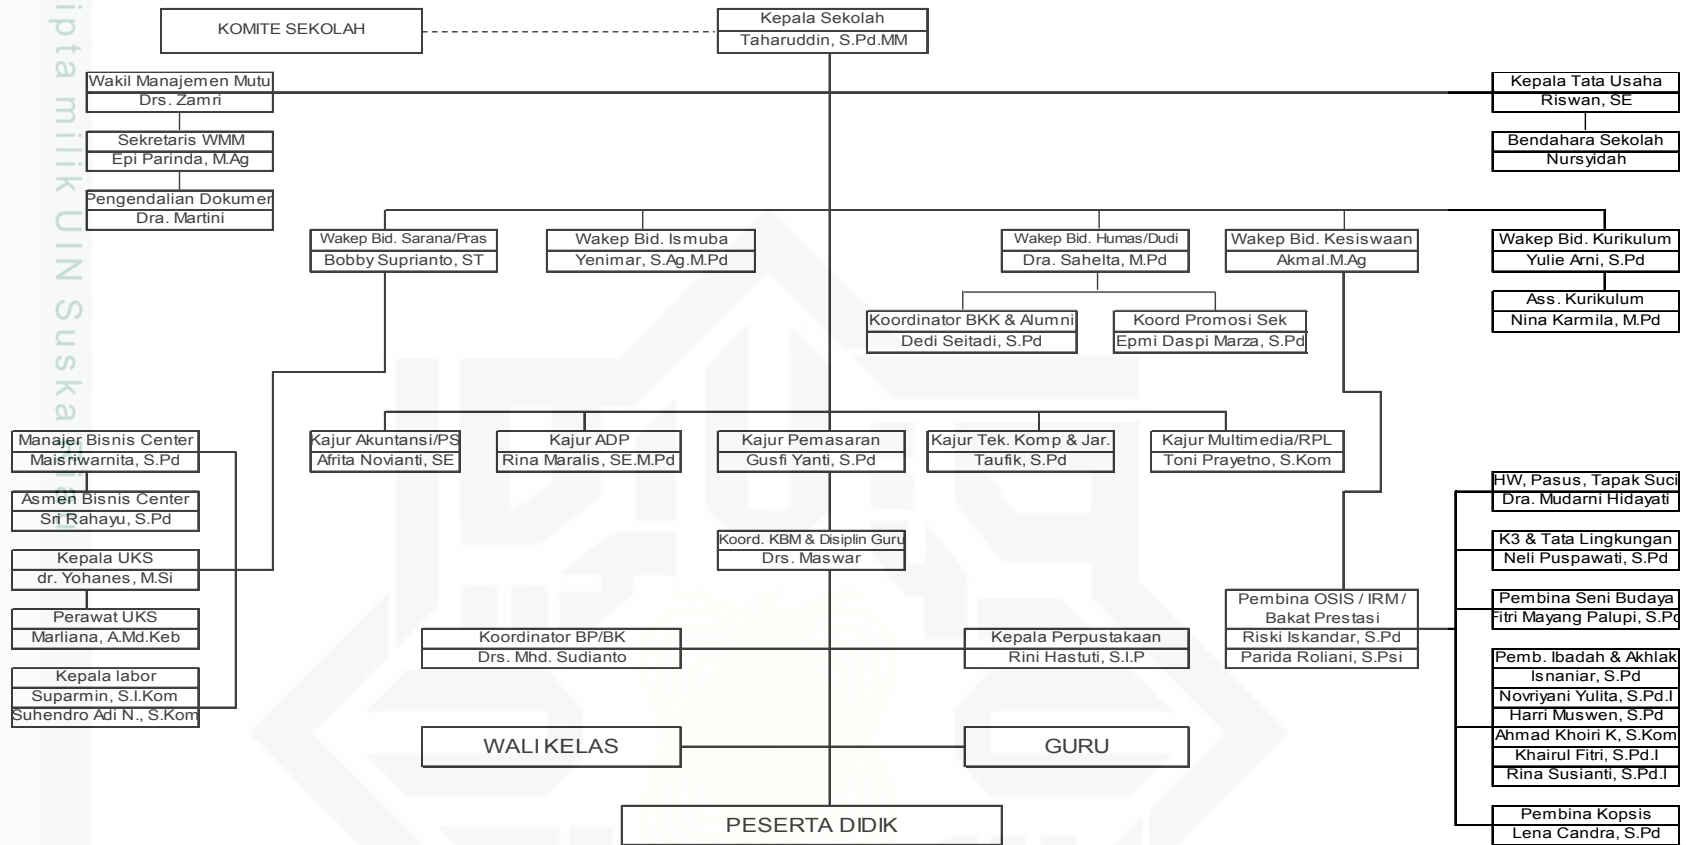 KOMITE SEKOLAH
Kepala Sekolah
Taharuddin, S.Pd.MM
Wakil Manajemen Mutu
Drs. Zamri
Kepala Tata Usaha
Riswan, SE
Sekretaris WMM
Epi Parinda, M.Ag
Bendahara Sekolah
Nursyidah
Pengendalian Dokumen
Dra. Martini
Wakep Bid. Sarana/Pras
Bobby Suprianto, ST
Wakep Bid. Ismuba
Yenimar, S.Ag.M.Pd
Wakep Bid. Humas/Dudi
Dra. Sahelta, M.Pd
Wakep Bid. Kesiswaan
Akmal.M.Ag
Wakep Bid. Kurikulum
Yulie Arni, S.Pd
Koordinator BKK & Alumni
Dedi Seitadi, S.Pd
Koord Promosi Sek
Epmi Daspi Marza, S.Pd
Ass. Kurikulum
Nina Karmila, M.Pd
Manajer Bisnis Center
Maisriwarnita, S.Pd
Kajur Akuntansi/PS
Afrita Novianti, SE
Kajur ADP
Rina Maralis, SE.M.Pd
Kajur Pemasaran
Gusfi Yanti, S.Pd
Kajur Tek. Komp & Jar.
Taufik, S.Pd
Kajur Multimedia/RPL
Toni Prayetno, S.Kom
Asmen Bisnis Center
Sri Rahayu, S.Pd
HW, Pasus, Tapak Suci
Dra. Mudarni Hidayati
Kepala UKS
dr. Yohanes, M.Si
Koord. KBM & Disiplin Guru
Drs. Maswar
K3 & Tata Lingkungan
Neli Puspawati, S.Pd
Perawat UKS
Marliana, A.Md.Keb
Pembina OSIS / IRM /
Bakat Prestasi
Riski Iskandar, S.Pd
Parida Roliani, S.Psi
Pembina Seni Budaya
Fitri Mayang Palupi, S.Pd
Koordinator BP/BK
Drs. Mhd. Sudianto
Kepala Perpustakaan
Rini Hastuti, S.I.P
Kepala labor
Suparmin, S.I.Kom
Suhendro Adi N., S.Kom
Pemb. Ibadah & Akhlak
Isnaniar, S.Pd
Novriyani Yulita, S.Pd.I
Harri Muswen, S.Pd
Ahmad Khoiri K, S.Kom
Khairul Fitri, S.Pd.I
Rina Susianti, S.Pd.I
WALI KELAS
GURU
PESERTA DIDIK
Pembina Kopsis
Lena Candra, S.Pd
ipta milik UIN Suska Riau